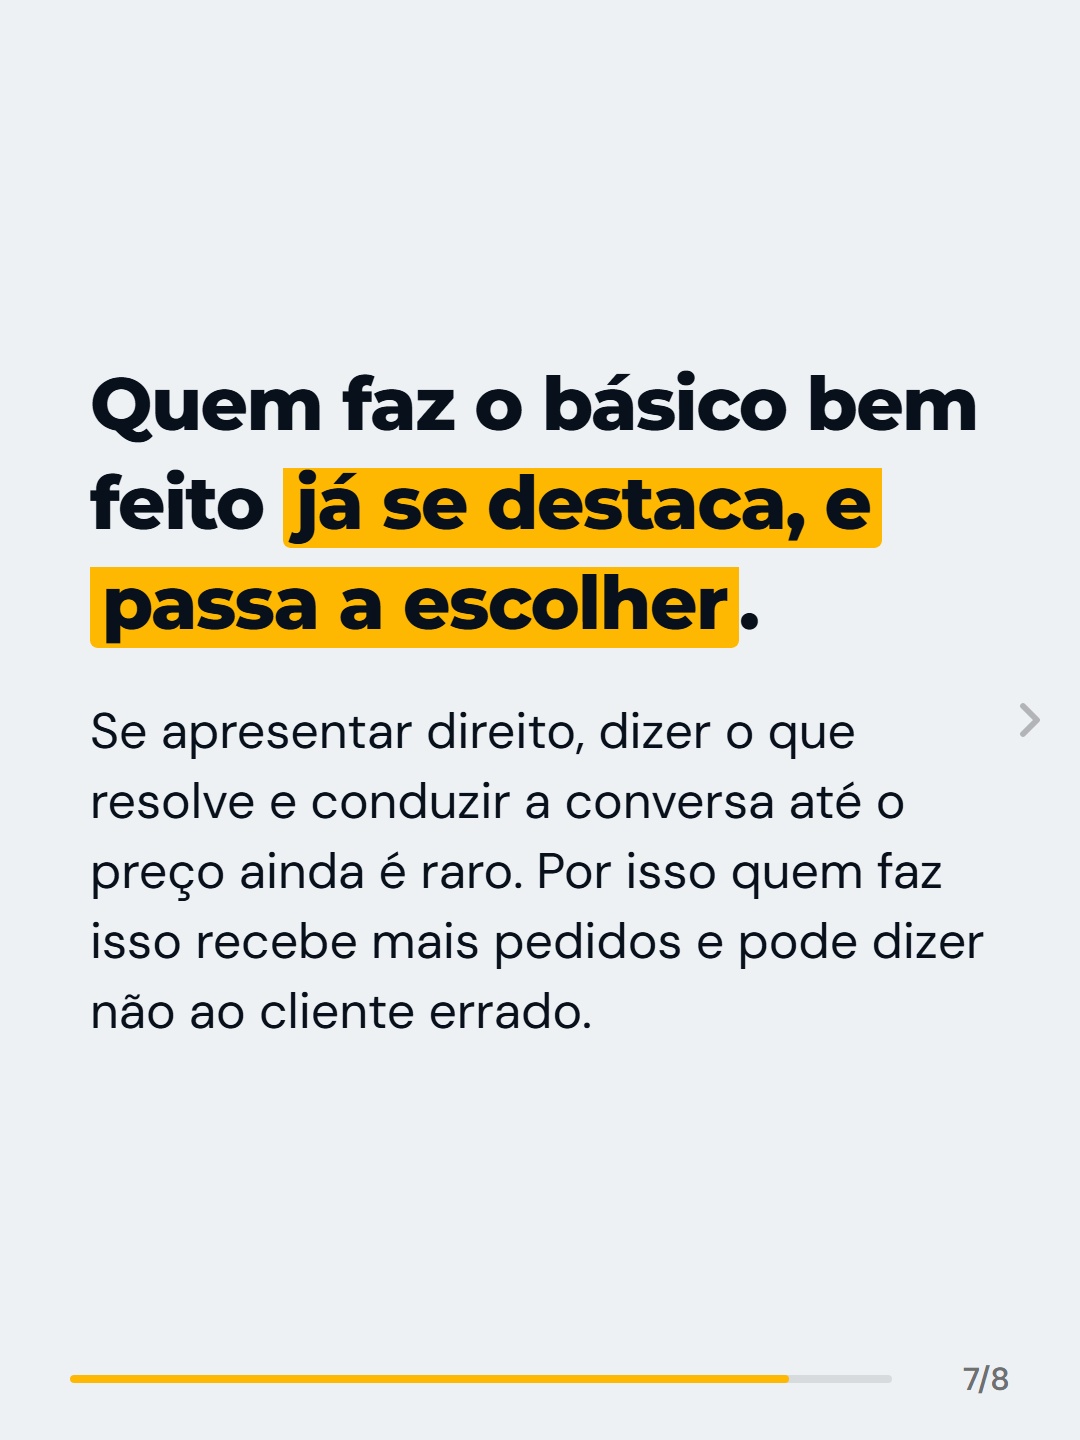 Quem faz o básico bem
feito já se destaca, e
passa a escolher.
Se apresentar direito, dizer o que
resolve e conduzir a conversa até o
preço ainda é raro. Por isso quem faz
isso recebe mais pedidos e pode dizer
não ao cliente errado.
7/8